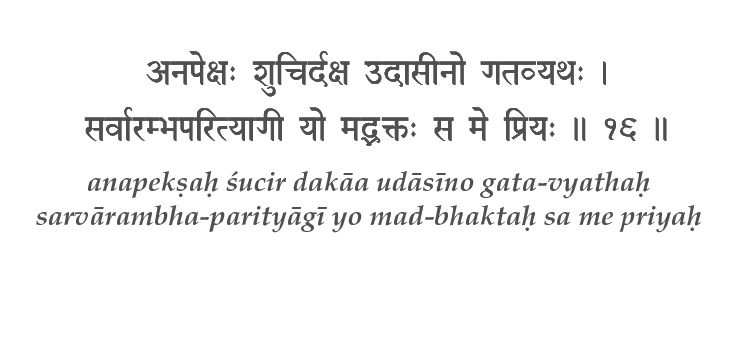 अनपेक्षः शुचिर्दक्ष उदासीनो गतव्यथः ।
सर्वारम्भपरित्यागी यो मद्भक्तः स मे प्रियः ॥ १६ ॥
anapekṣaḥ śucir dakāa udāsīno gata-vyathaḥ
sarvārambha-parityāgī yo mad-bhaktaḥ sa me priyaḥ